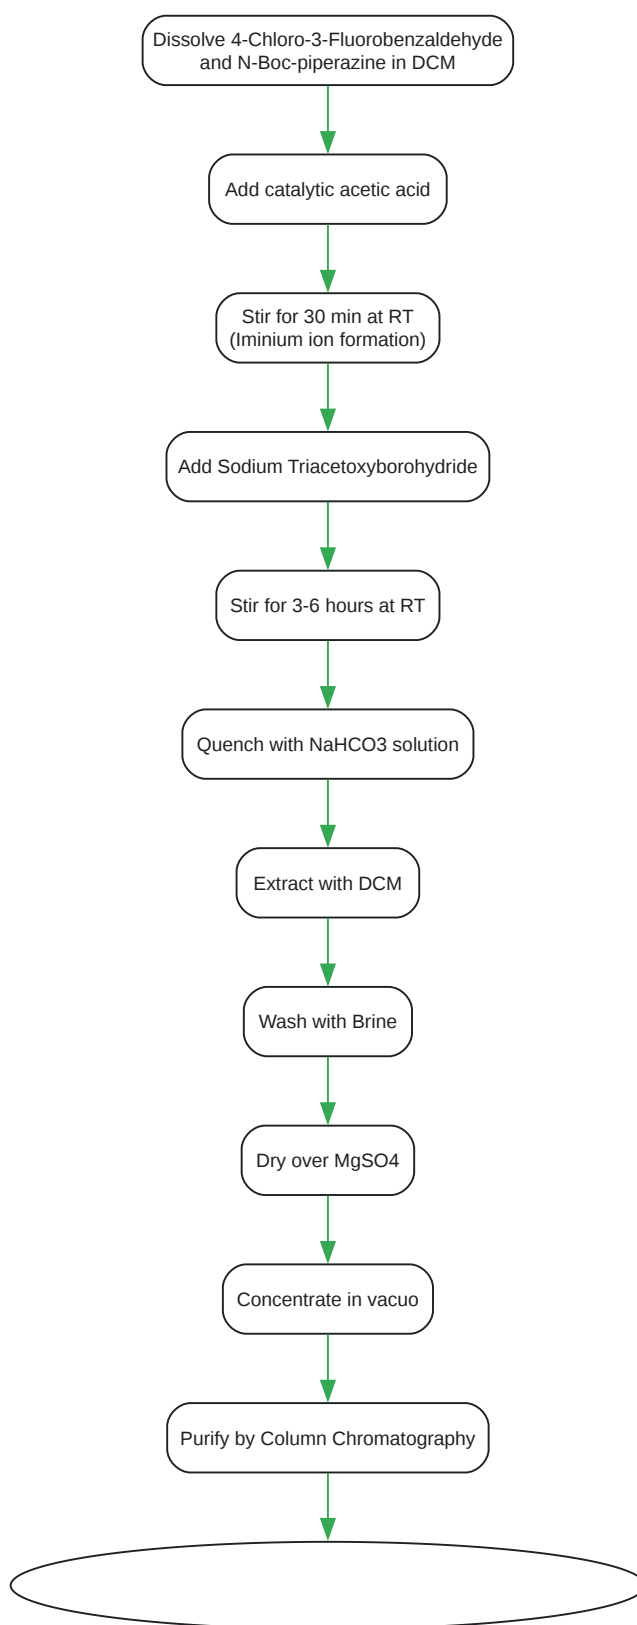 Dissolve 4-Chloro-3-Fluorobenzaldehyde
and N-Boc-piperazine in DCM
Add catalytic acetic acid
Stir for 30 min at RT
(Iminium ion formation)
Add Sodium Triacetoxyborohydride
Stir for 3-6 hours at RT
Quench with NaHCO3 solution
Extract with DCM
Wash with Brine
Dry over MgSO4
Concentrate in vacuo
Purify by Column Chromatography